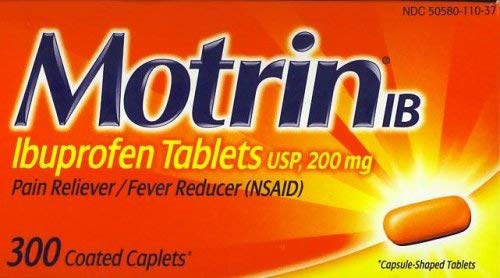 NDC 50580-110-37
Motrin® IB
Ibuprofen Tablets USP, 200 mg
Pain Reliever/Fever Reducer (NSAID)
300 Coated Caplets*
*Capsule-Shaped Tablets